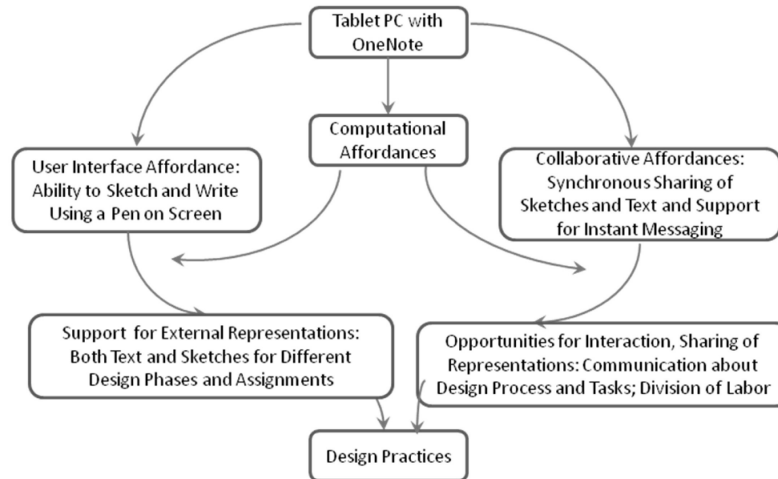 Tablet PC with
OneNote
Computational
Affordances
User Interface Affordance:
Ability to Sketch and Write
Using a Pen on Screen
Collaborative Affordances:
Synchronous Sharing of
Sketches and Text and Support
for Instant Messaging
Support for External Representations:
Both Text and Sketches for Different
Design Phases and Assignments
Opportunities for Interaction, Sharing of
Representations: Communication about
Design Process and Tasks; Division of Labor
Design Practices